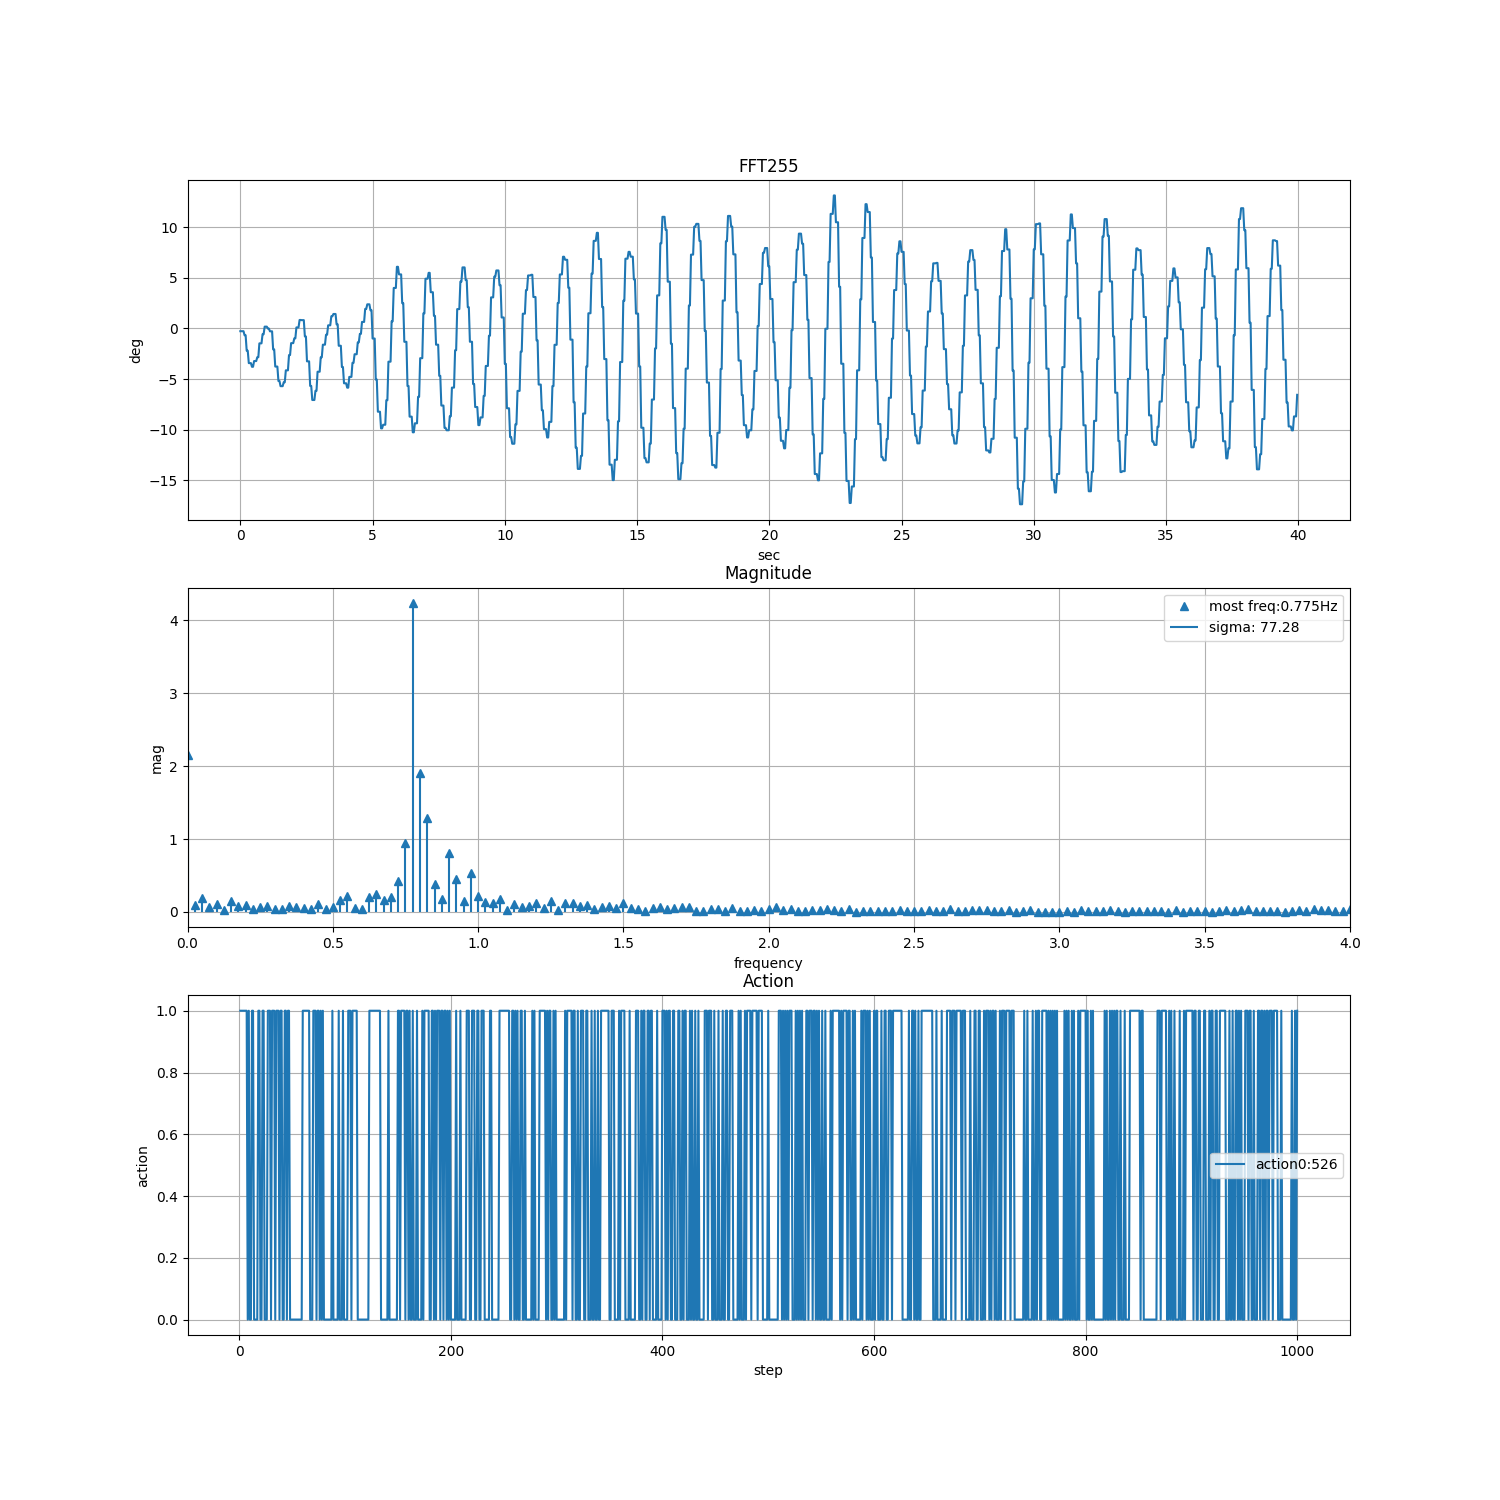 FFT255
10
5
0
−5
−10
−15
deg
0 5 10 15 20 25 30 35 40
sec
Magnitude
most freq:0.775Hz
sigma: 77.28
4
3
2
1
0
mag
0.0 0.5 1.0 1.5 2.0 2.5 3.0 3.5 4.0
frequency
Action
1.0
0.8
0.6
0.4
0.2
0.0
action
action0:526
0 200 400 600 800 1000
step